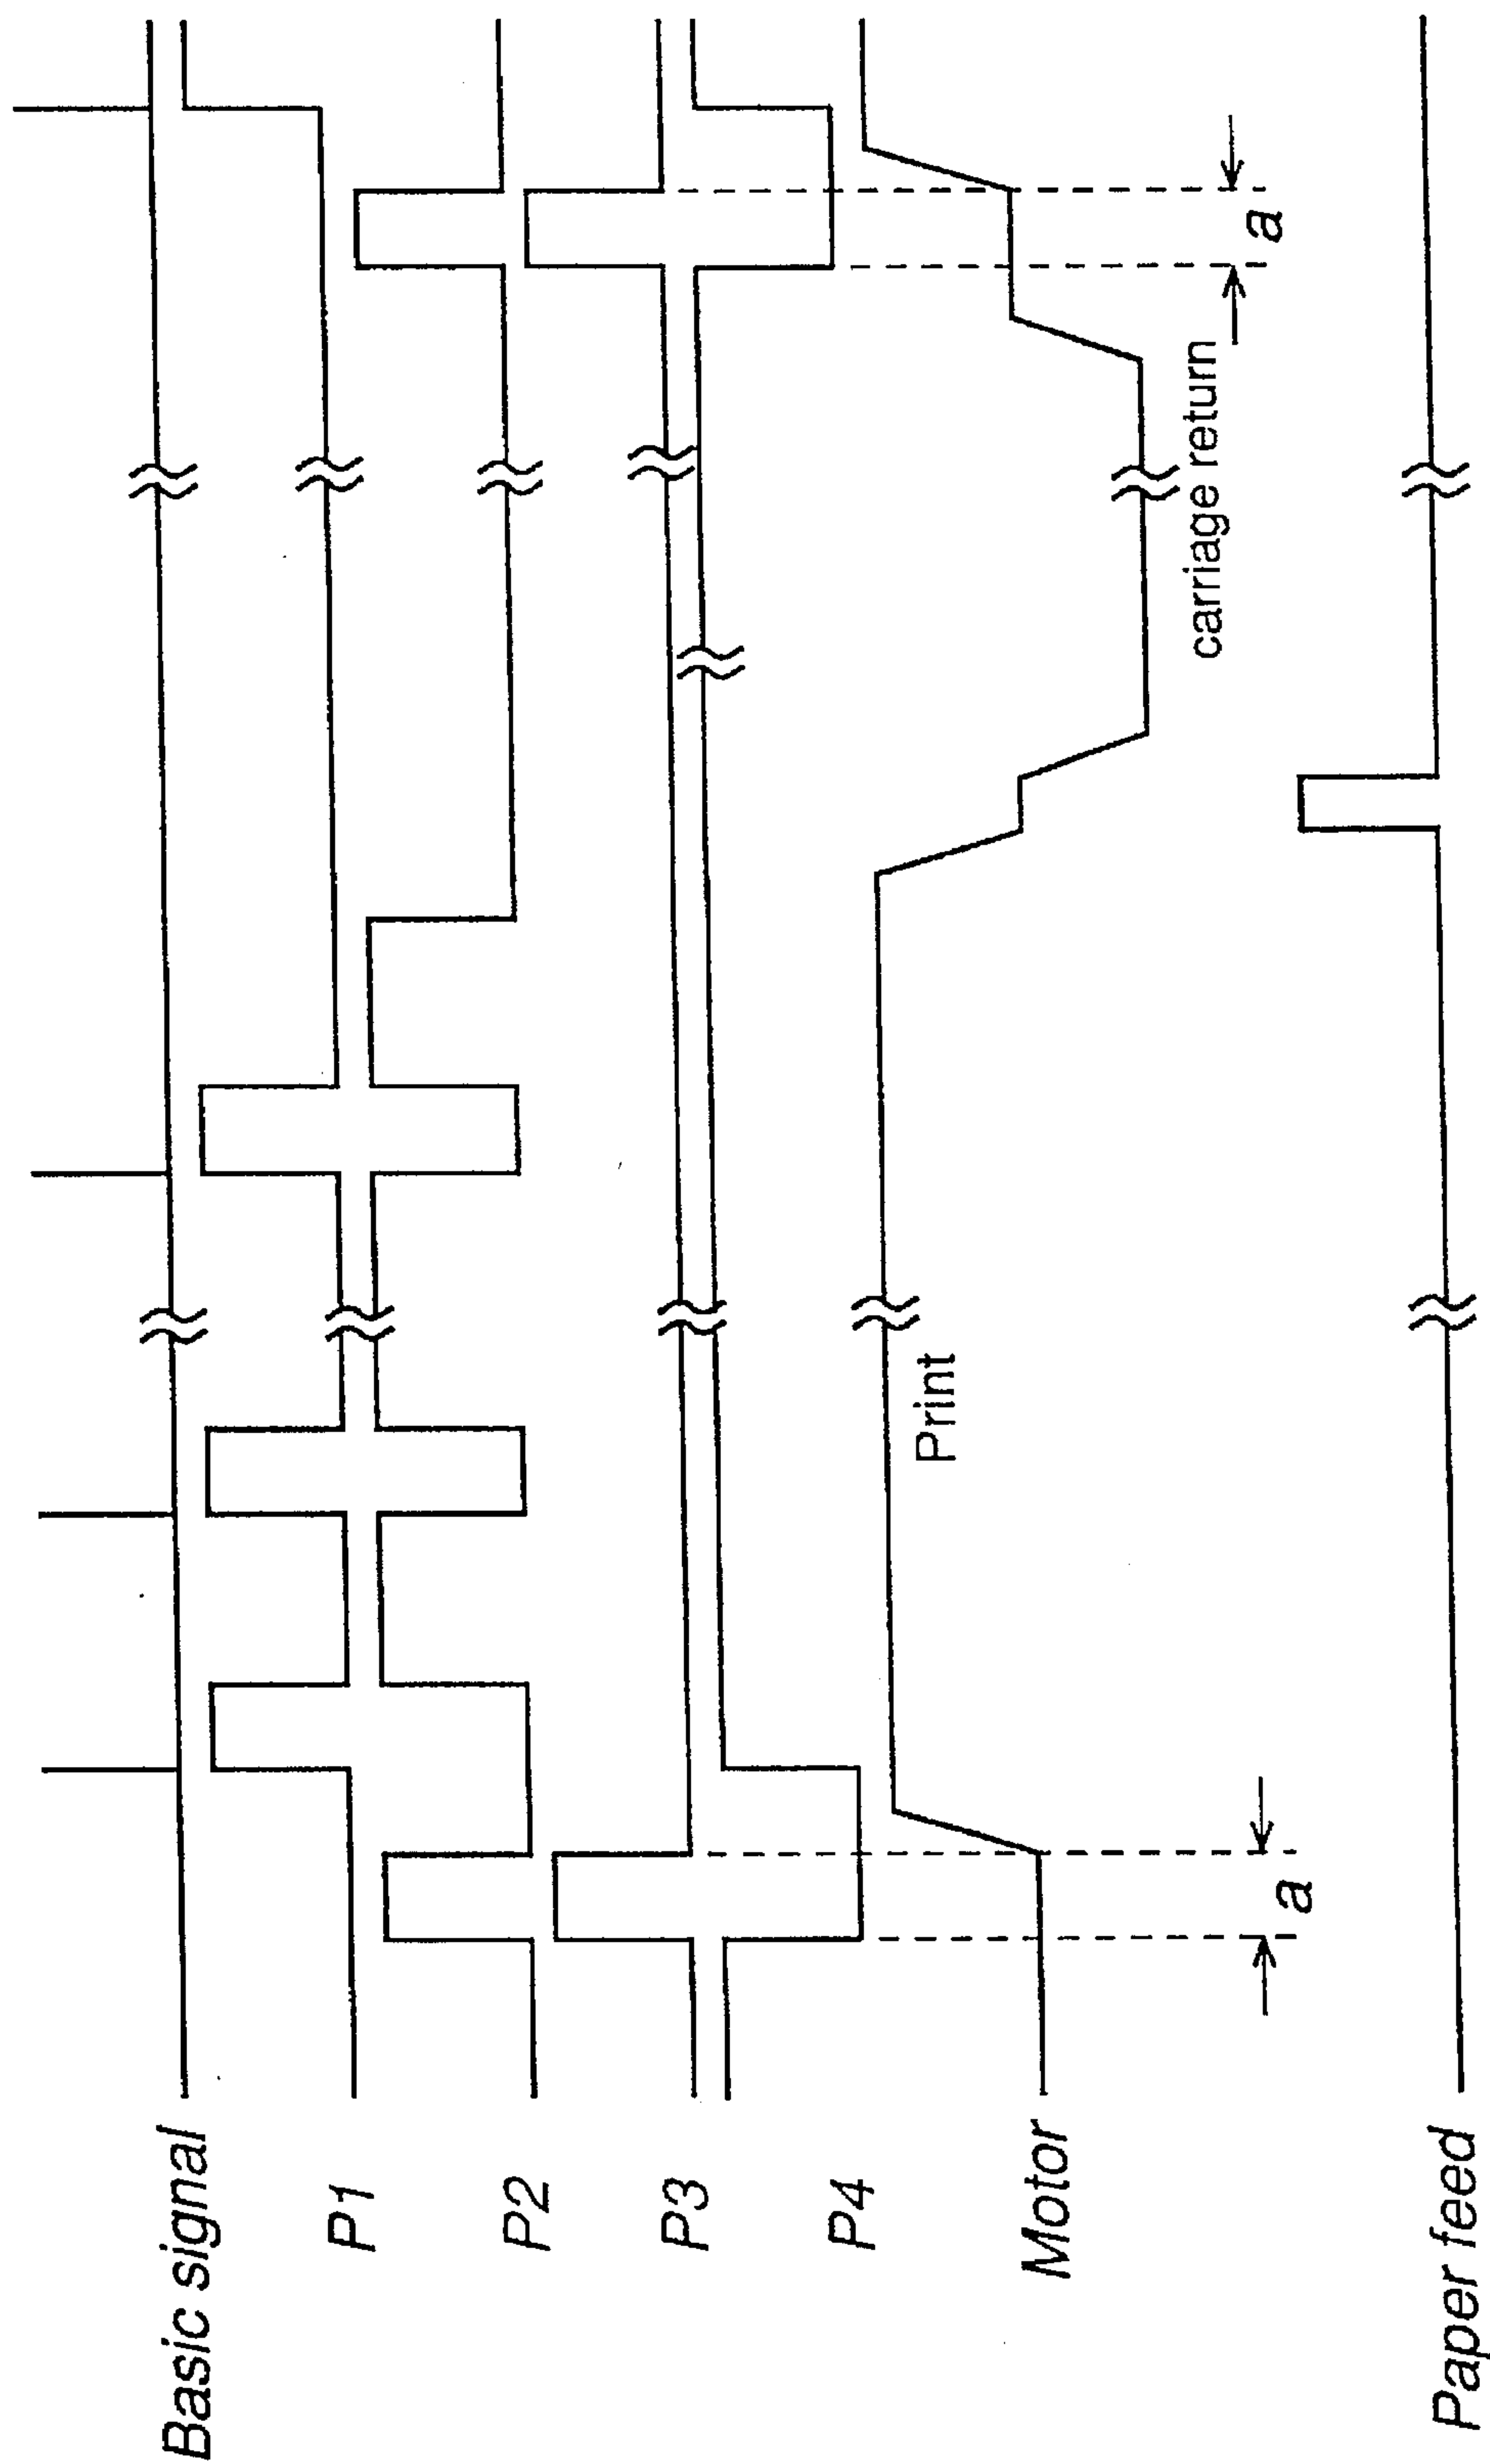 Basic signal
P1
P2
P3
P4
Motor
Print
carriage return
a
a
Paper feed